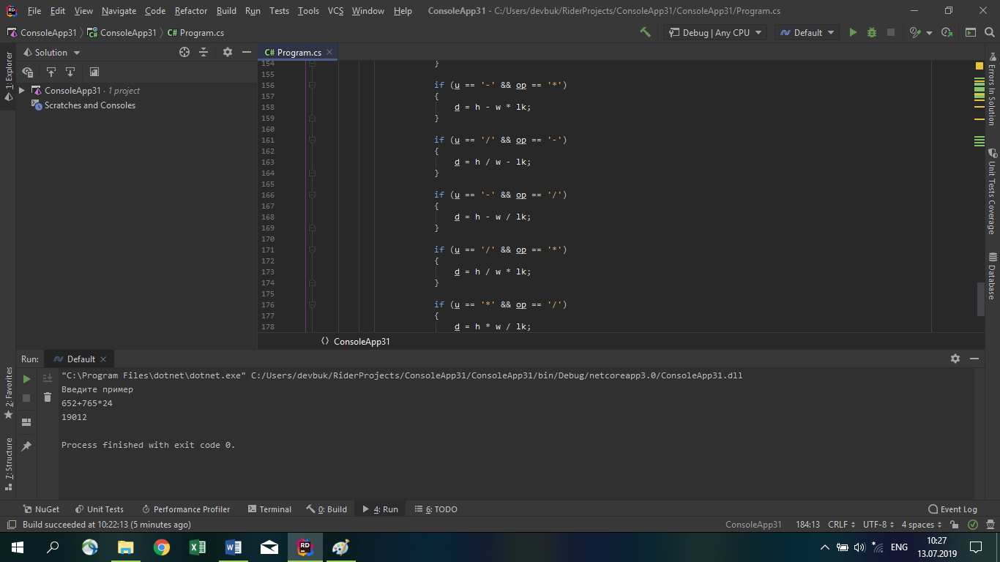 File Edit View Navigate Code Refactor Build Run Tests Tools VCS Window Help ConsoleApp31 - C:/Users/devbuk/RiderProjects/ConsoleApp31/ConsoleApp31/Program.cs
ConsoleApp31 ConsoleApp31 C# Program.cs Debug | Any CPU Default
1: Explorer
Solution
C# Program.cs
ConsoleApp31 · 1 project
Scratches and Consoles
154 }
155
156 if (u == '-' && op == '*')
157 {
158 d = h - w * lk;
159 }
160
161 if (u == '/' && op == '-')
162 {
163 d = h / w - lk;
164 }
165
166 if (u == '-' && op == '/')
167 {
168 d = h - w / lk;
169 }
170
171 if (u == '/' && op == '*')
172 {
173 d = h / w * lk;
174 }
175
176 if (u == '*' && op == '/')
177 {
178 d = h * w / lk;
ConsoleApp31
Errors In Solution
Unit Tests Coverage
Database
Run: Default
2: Favorites
7: Structure
"C:\Program Files\dotnet\dotnet.exe" C:/Users/devbuk/RiderProjects/ConsoleApp31/ConsoleApp31/bin/Debug/netcoreapp3.0/ConsoleApp31.dll
Введите пример
652+765*24
19012
Process finished with exit code 0.
NuGet Unit Tests Performance Profiler Terminal 0: Build 4: Run 6: TODO Event Log
Build succeeded at 10:22:13 (5 minutes ago) ConsoleApp31 184:13 CRLF UTF-8 4 spaces
ENG
10:27
13.07.2019